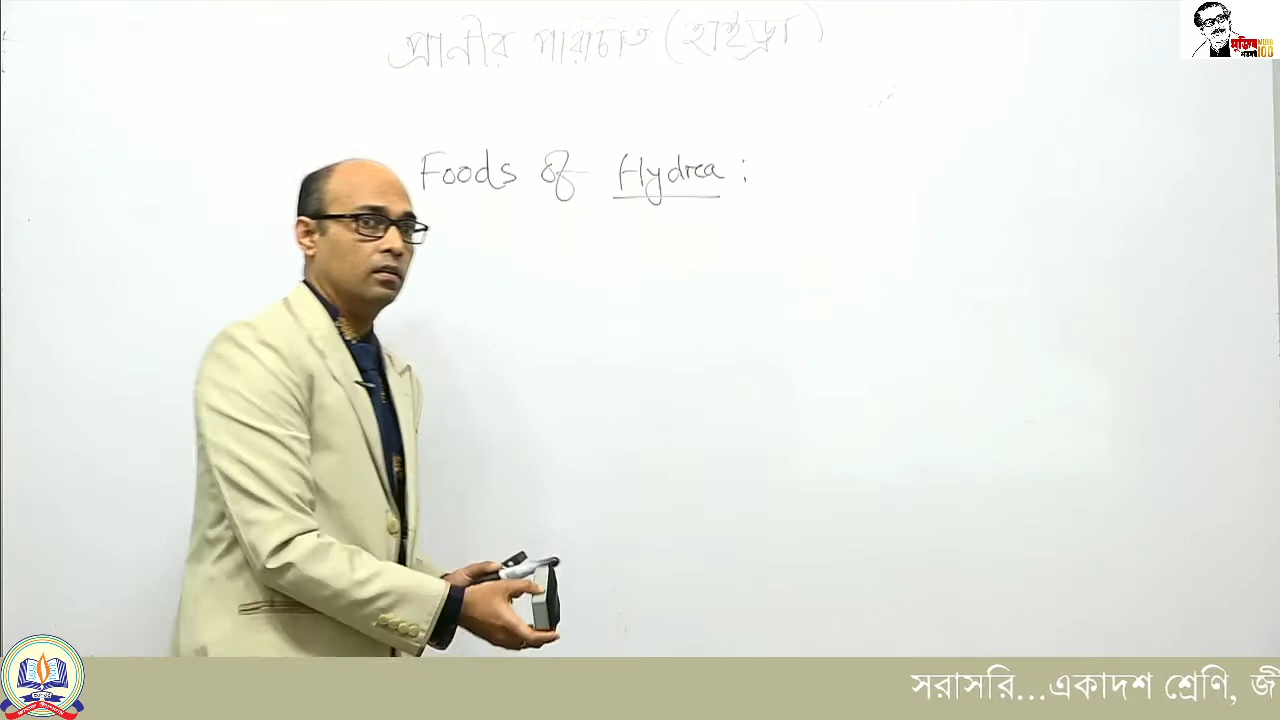 প্রাণীর পরিচিতি (হাইড্রা)
Foods of Hydra :
সরাসরি...একাদশ শ্রেণি, জী